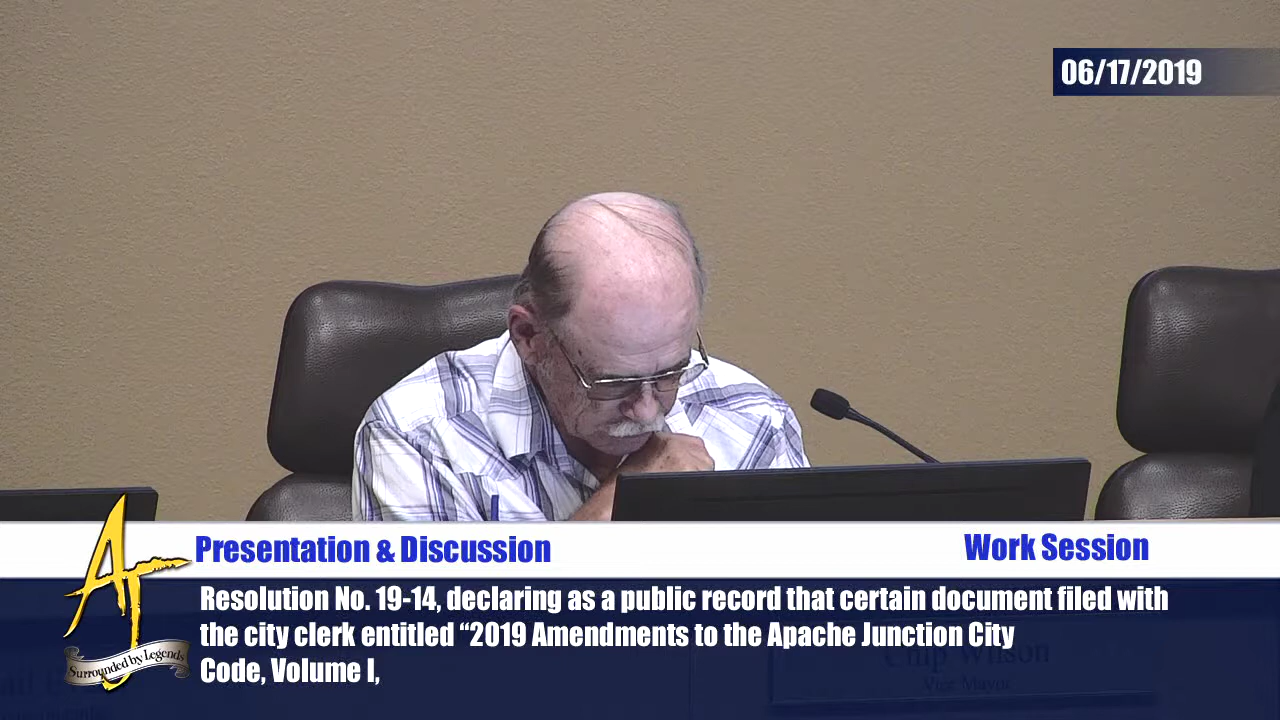 06/17/2019
Presentation & Discussion
Work Session
Resolution No. 19-14, declaring as a public record that certain document filed with
the city clerk entitled “2019 Amendments to the Apache Junction City
Code, Volume I,
AJ
Surrounded by Legends
Chip Wilson
Vice Mayor